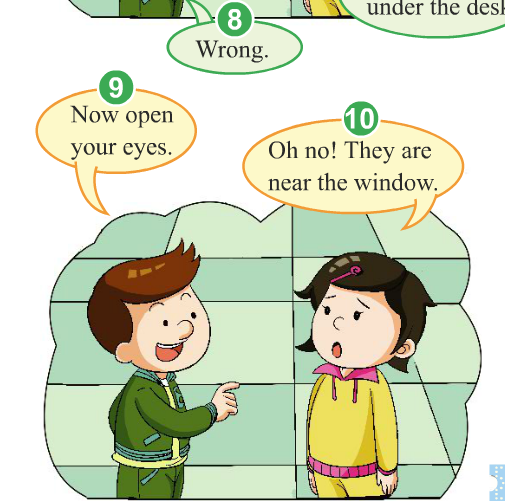 under the desk
8
Wrong.
9
Now open
your eyes.
10
Oh no! They are
near the window.